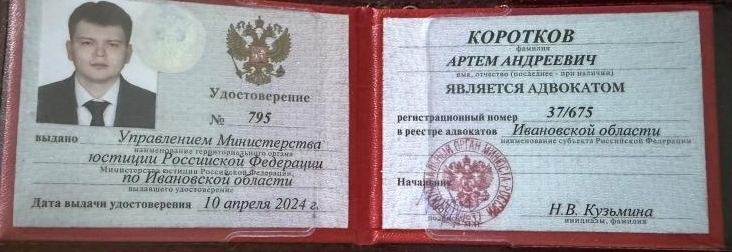 Удостоверение
№ 795
выдано Управлением Министерства
наименование территориального органа
юстиции Российской Федерации
Министерства юстиции Российской Федерации,
по Ивановской области
выдавшего удостоверение
Дата выдачи удостоверения 10 апреля 2024 г.
КОРОТКОВ
фамилия
АРТЕМ АНДРЕЕВИЧ
имя, отчество (последнее - при наличии)
ЯВЛЯЕТСЯ АДВОКАТОМ
регистрационный номер 37/675
в реестре адвокатов Ивановской области
наименование субъекта Российской Федерации
Начальник
Н.В. Кузьмина
инициалы, фамилия